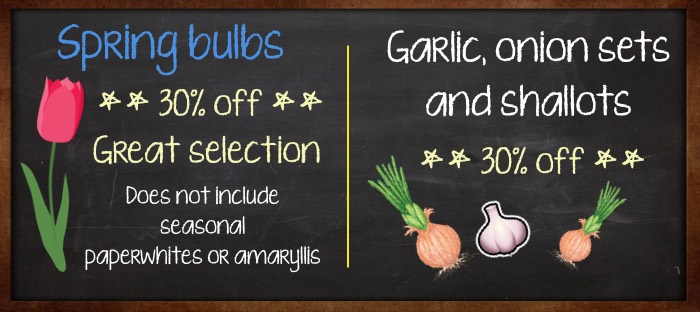 Spring bulbs
30% off
Great selection
Does not include
seasonal
paperwhites or amaryllis
Garlic, onion sets
and shallots
30% off